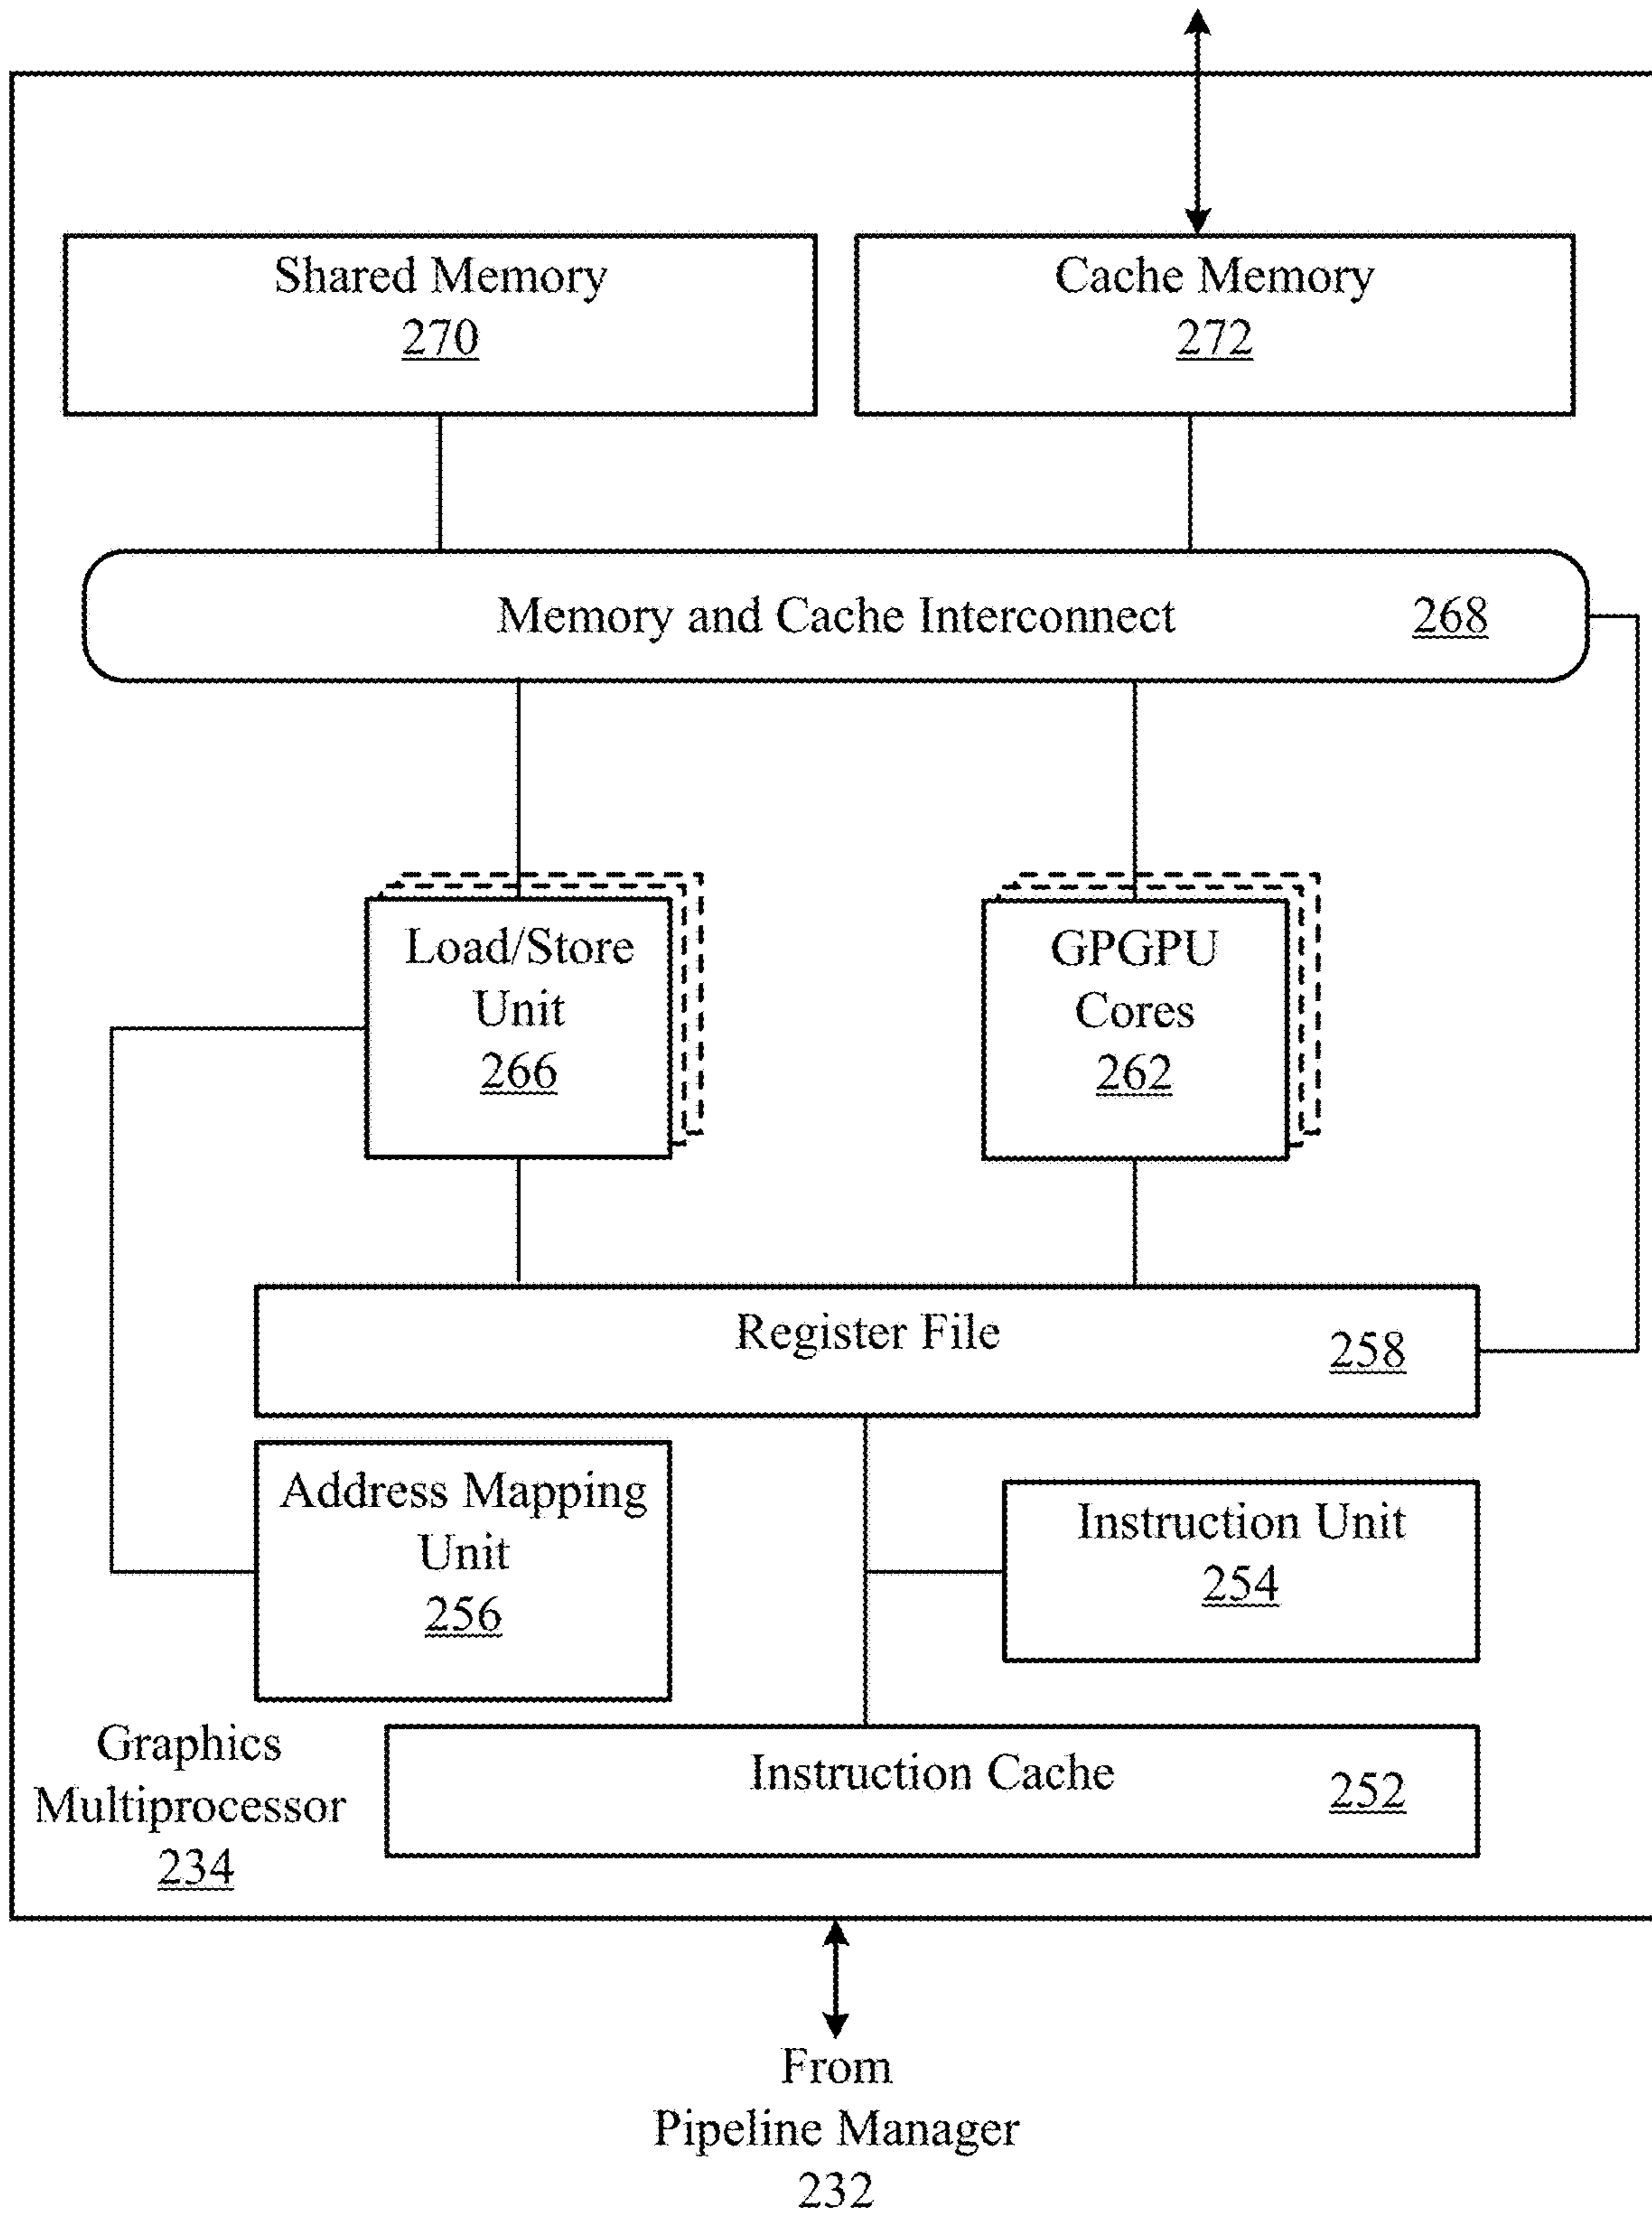 Shared Memory
270
Cache Memory
272
Memory and Cache Interconnect 268
Load/Store
Unit
266
GPGPU
Cores
262
Register File 258
Address Mapping
Unit
256
Instruction Unit
254
Graphics
Multiprocessor
234
Instruction Cache 252
From
Pipeline Manager
232